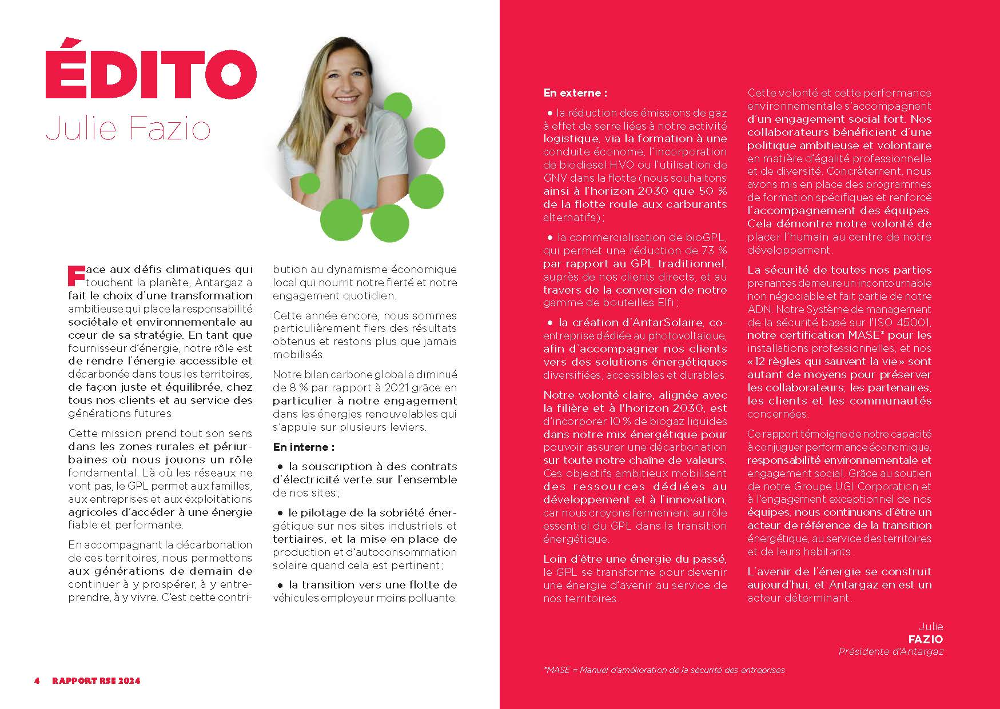 ÉDITO
Julie Fazio
Face aux défis climatiques qui
touchent la planète, Antargaz a
fait le choix d'une transformation
ambitieuse qui place la responsabilité
sociétale et environnementale au
cœur de sa stratégie. En tant que
fournisseur d'énergie, notre rôle est
de rendre l'énergie accessible et
décarbonée dans tous les territoires,
de façon juste et équilibrée, chez
tous nos clients et au service des
générations futures.
Cette mission prend tout son sens
dans les zones rurales et périur-
baines où nous jouons un rôle
fondamental. Là où les réseaux ne
vont pas, le GPL permet aux familles,
aux entreprises et aux exploitations
agricoles d'accéder à une énergie
fiable et performante.
En accompagnant la décarbonation
de ces territoires, nous permettons
aux générations de demain de
continuer à y prospérer, à y entre-
prendre, à y vivre. C'est cette contri-
bution au dynamisme économique
local qui nourrit notre fierté et notre
engagement quotidien.
Cette année encore, nous sommes
particulièrement fiers des résultats
obtenus et restons plus que jamais
mobilisés.
Notre bilan carbone global a diminué
de 8 % par rapport à 2021 grâce en
particulier à notre engagement
dans les énergies renouvelables qui
s'appuie sur plusieurs leviers.
En interne :
● la souscription à des contrats
d'électricité verte sur l'ensemble
de nos sites ;
● le pilotage de la sobriété éner-
gétique sur nos sites industriels et
tertiaires, et la mise en place de
production et d'autoconsommation
solaire quand cela est pertinent ;
● la transition vers une flotte de
véhicules employeur moins polluante.
4 RAPPORT RSE 2024
En externe :
● la réduction des émissions de gaz
à effet de serre liées à notre activité
logistique, via la formation à une
conduite économe, l'incorporation
de biodiesel HVO ou l'utilisation de
GNV dans la flotte (nous souhaitons
ainsi à l'horizon 2030 que 50 %
de la flotte roule aux carburants
alternatifs) ;
● la commercialisation de bioGPL,
qui permet une réduction de 73 %
par rapport au GPL traditionnel,
auprès de nos clients directs, et au
travers de la conversion de notre
gamme de bouteilles Elfi ;
● la création d'AntarSolaire, co-
entreprise dédiée au photovoltaïque,
afin d'accompagner nos clients
vers des solutions énergétiques
diversifiées, accessibles et durables.
Notre volonté claire, alignée avec
la filière et à l'horizon 2030, est
d'incorporer 10 % de biogaz liquides
dans notre mix énergétique pour
pouvoir assurer une décarbonation
sur toute notre chaîne de valeurs.
Ces objectifs ambitieux mobilisent
des ressources dédiées au
développement et à l'innovation,
car nous croyons fermement au rôle
essentiel du GPL dans la transition
énergétique.
Loin d'être une énergie du passé,
le GPL se transforme pour devenir
une énergie d'avenir au service de
nos territoires.
Cette volonté et cette performance
environnementale s'accompagnent
d'un engagement social fort. Nos
collaborateurs bénéficient d'une
politique ambitieuse et volontaire
en matière d'égalité professionnelle
et de diversité. Concrètement, nous
avons mis en place des programmes
de formation spécifiques et renforcé
l'accompagnement des équipes.
Cela démontre notre volonté de
placer l'humain au centre de notre
développement.
La sécurité de toutes nos parties
prenantes demeure un incontournable
non négociable et fait partie de notre
ADN. Notre Système de management
de la sécurité basé sur l'ISO 45001,
notre certification MASE* pour les
installations professionnelles, et nos
« 12 règles qui sauvent la vie » sont
autant de moyens pour préserver
les collaborateurs, les partenaires,
les clients et les communautés
concernées.
Ce rapport témoigne de notre capacité
à conjuguer performance économique,
responsabilité environnementale et
engagement social. Grâce au soutien
de notre Groupe UGI Corporation et
à l'engagement exceptionnel de nos
équipes, nous continuons d'être un
acteur de référence de la transition
énergétique, au service des territoires
et de leurs habitants.
L'avenir de l'énergie se construit
aujourd'hui, et Antargaz en est un
acteur déterminant.
Julie
FAZIO
Présidente d'Antargaz
*MASE = Manuel d'amélioration de la sécurité des entreprises